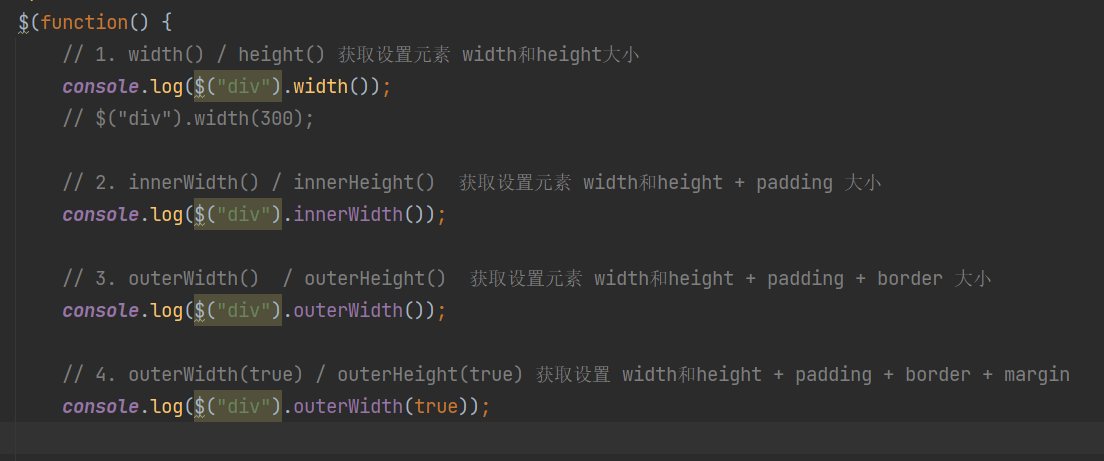 $(function() {
// 1. width() / height() 获取设置元素 width和height大小
console.log($("div").width());
// $("div").width(300);
// 2. innerWidth() / innerHeight()  获取设置元素 width和height + padding 大小
console.log($("div").innerWidth());
// 3. outerWidth()  / outerHeight()  获取设置元素 width和height + padding + border 大小
console.log($("div").outerWidth());
// 4. outerWidth(true) / outerHeight(true) 获取设置 width和height + padding + border + margin
console.log($("div").outerWidth(true));